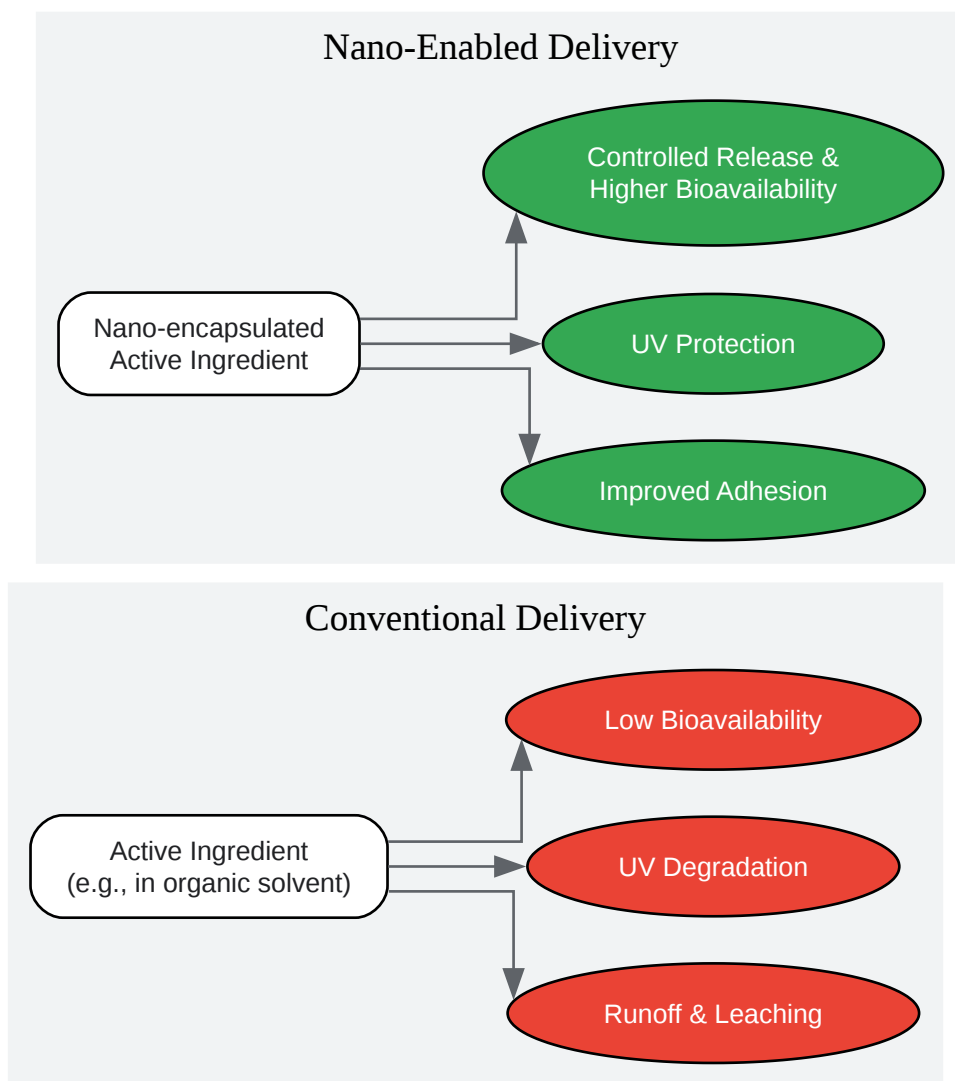 Nano-Enabled Delivery
Controlled Release &
Higher Bioavailability
Nano-encapsulated
Active Ingredient
UV Protection
Improved Adhesion
Conventional Delivery
Low Bioavailability
Active Ingredient
(e.g., in organic solvent)
UV Degradation
Runoff & Leaching